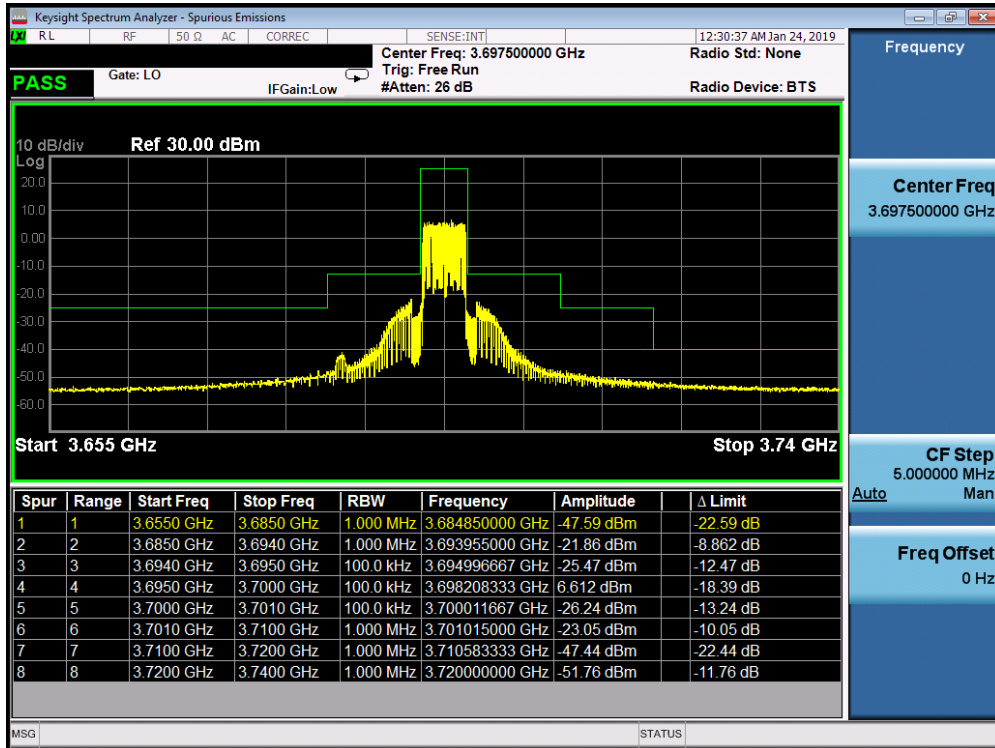 Keysight Spectrum Analyzer - Spurious Emissions
LXI RL RF 50 Ω AC CORREC SENSE:INT 12:30:37 AM Jan 24, 2019
Center Freq: 3.697500000 GHz Radio Std: None
PASS Gate: LO Trig: Free Run
IFGain:Low #Atten: 26 dB Radio Device: BTS
10 dB/div Ref 30.00 dBm
Log
20.0
10.0
0.00
-10.0
-20.0
-30.0
-40.0
-50.0
-60.0
Start 3.655 GHz Stop 3.74 GHz
Spur Range Start Freq Stop Freq RBW Frequency Amplitude Δ Limit
1 1 3.6550 GHz 3.6850 GHz 1.000 MHz 3.684850000 GHz -47.59 dBm -22.59 dB
2 2 3.6850 GHz 3.6940 GHz 1.000 MHz 3.693955000 GHz -21.86 dBm -8.862 dB
3 3 3.6940 GHz 3.6950 GHz 100.0 kHz 3.694996667 GHz -25.47 dBm -12.47 dB
4 4 3.6950 GHz 3.7000 GHz 100.0 kHz 3.698208333 GHz 6.612 dBm -18.39 dB
5 5 3.7000 GHz 3.7010 GHz 100.0 kHz 3.700011667 GHz -26.24 dBm -13.24 dB
6 6 3.7010 GHz 3.7100 GHz 1.000 MHz 3.701015000 GHz -23.05 dBm -10.05 dB
7 7 3.7100 GHz 3.7200 GHz 1.000 MHz 3.710583333 GHz -47.44 dBm -22.44 dB
8 8 3.7200 GHz 3.7400 GHz 1.000 MHz 3.720000000 GHz -51.76 dBm -11.76 dB
MSG STATUS
Frequency
Center Freq
3.697500000 GHz
CF Step
5.000000 MHz
Auto Man
Freq Offset
0 Hz